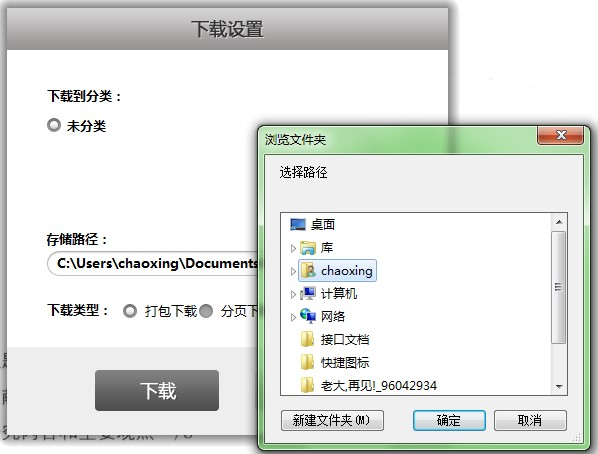 下载设置
下载到分类：
未分类
存储路径：
C:\Users\chaoxing\Documents
下载类型： 打包下载 分页下
下载
浏览文件夹
选择路径
桌面
库
chaoxing
计算机
网络
接口文档
快捷图标
老大,再见!_96042934
新建文件夹(M) 确定 取消